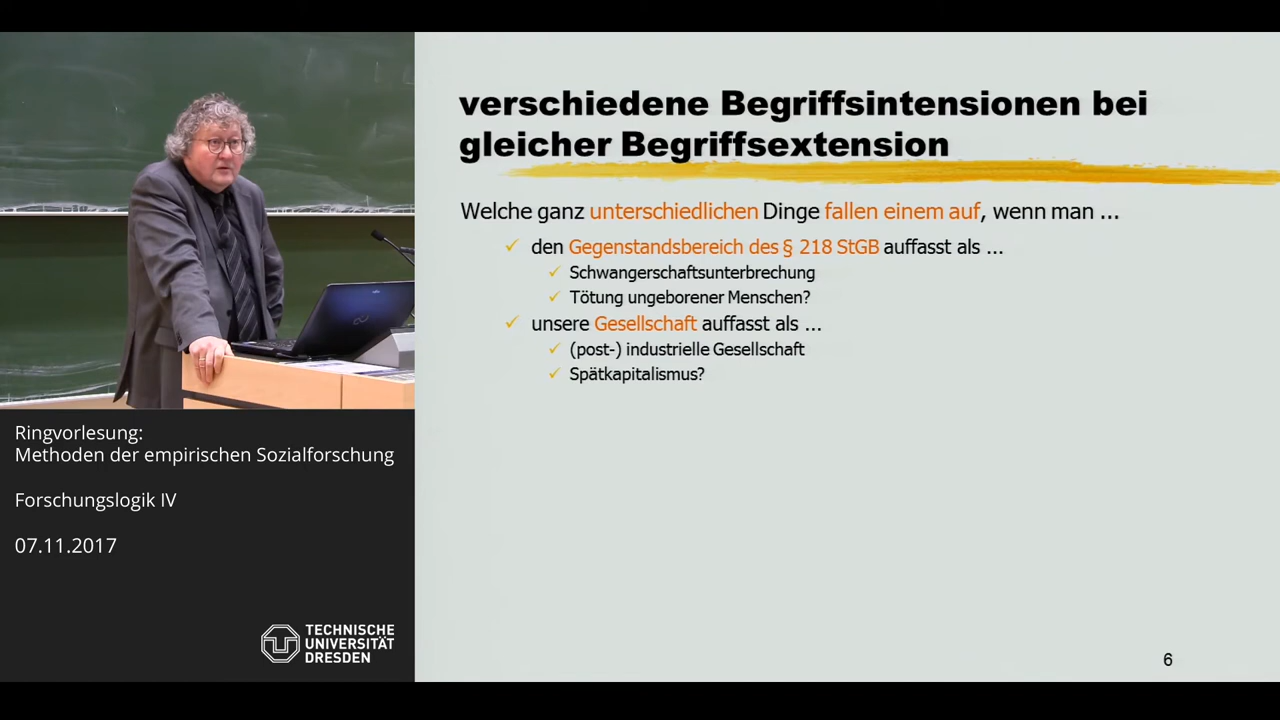 verschiedene Begriffsintensionen bei
gleicher Begriffsextension
Welche ganz unterschiedlichen Dinge fallen einem auf, wenn man ...
den Gegenstandsbereich des § 218 StGB auffasst als ...
Schwangerschaftsunterbrechung
Tötung ungeborener Menschen?
unsere Gesellschaft auffasst als ...
(post-) industrielle Gesellschaft
Spätkapitalismus?
6
Ringvorlesung:
Methoden der empirischen Sozialforschung
Forschungslogik IV
07.11.2017
TECHNISCHE
UNIVERSITÄT
DRESDEN